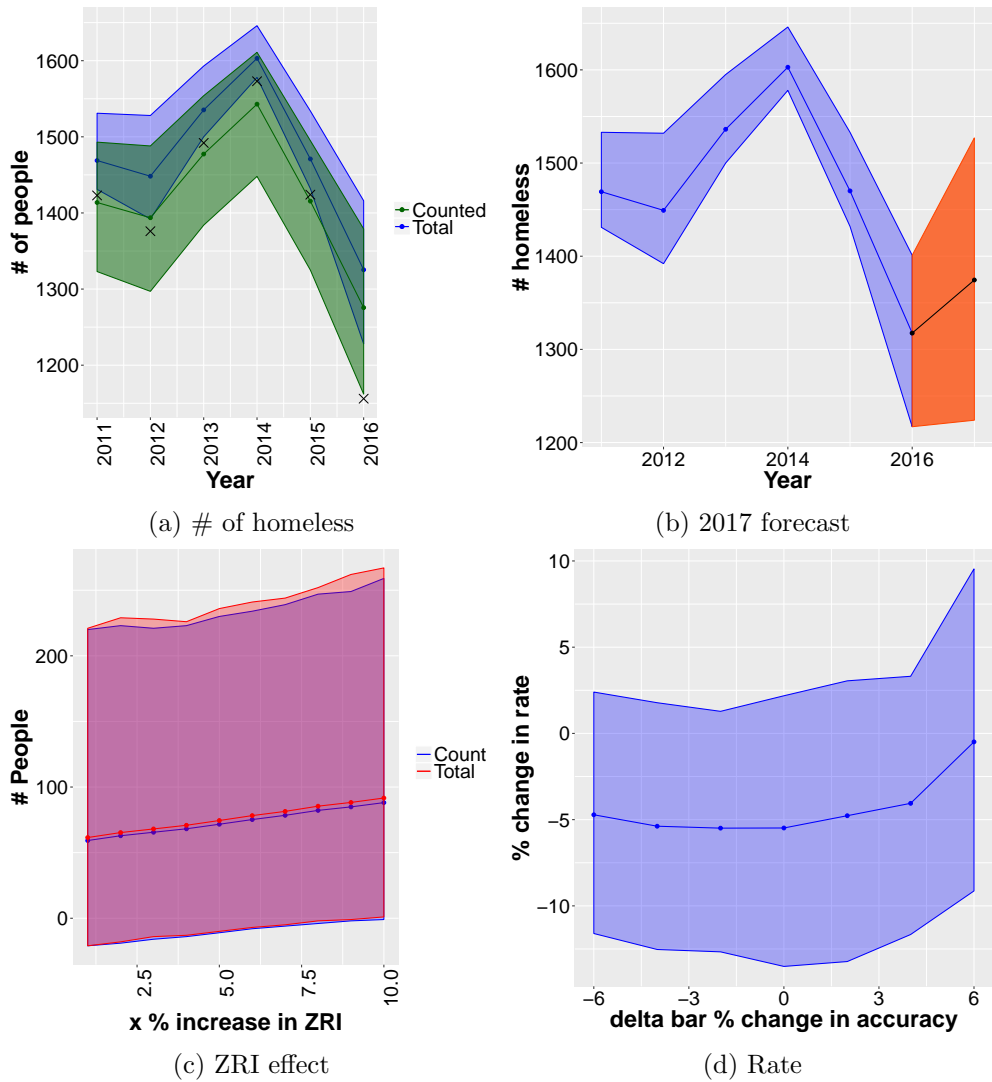 1600
1500
1400
1300
1200
# of people
2011
2012
2013
2014
2015
2016
Year
Counted
Total
(a) # of homeless
1600
1500
1400
1300
1200
# homeless
2012
2014
2016
Year
(b) 2017 forecast
200
100
0
# People
2.5
5.0
7.5
10.0
x % increase in ZRI
Count
Total
(c) ZRI effect
10
5
0
−5
−10
% change in rate
−6
−3
0
3
6
delta bar % change in accuracy
(d) Rate